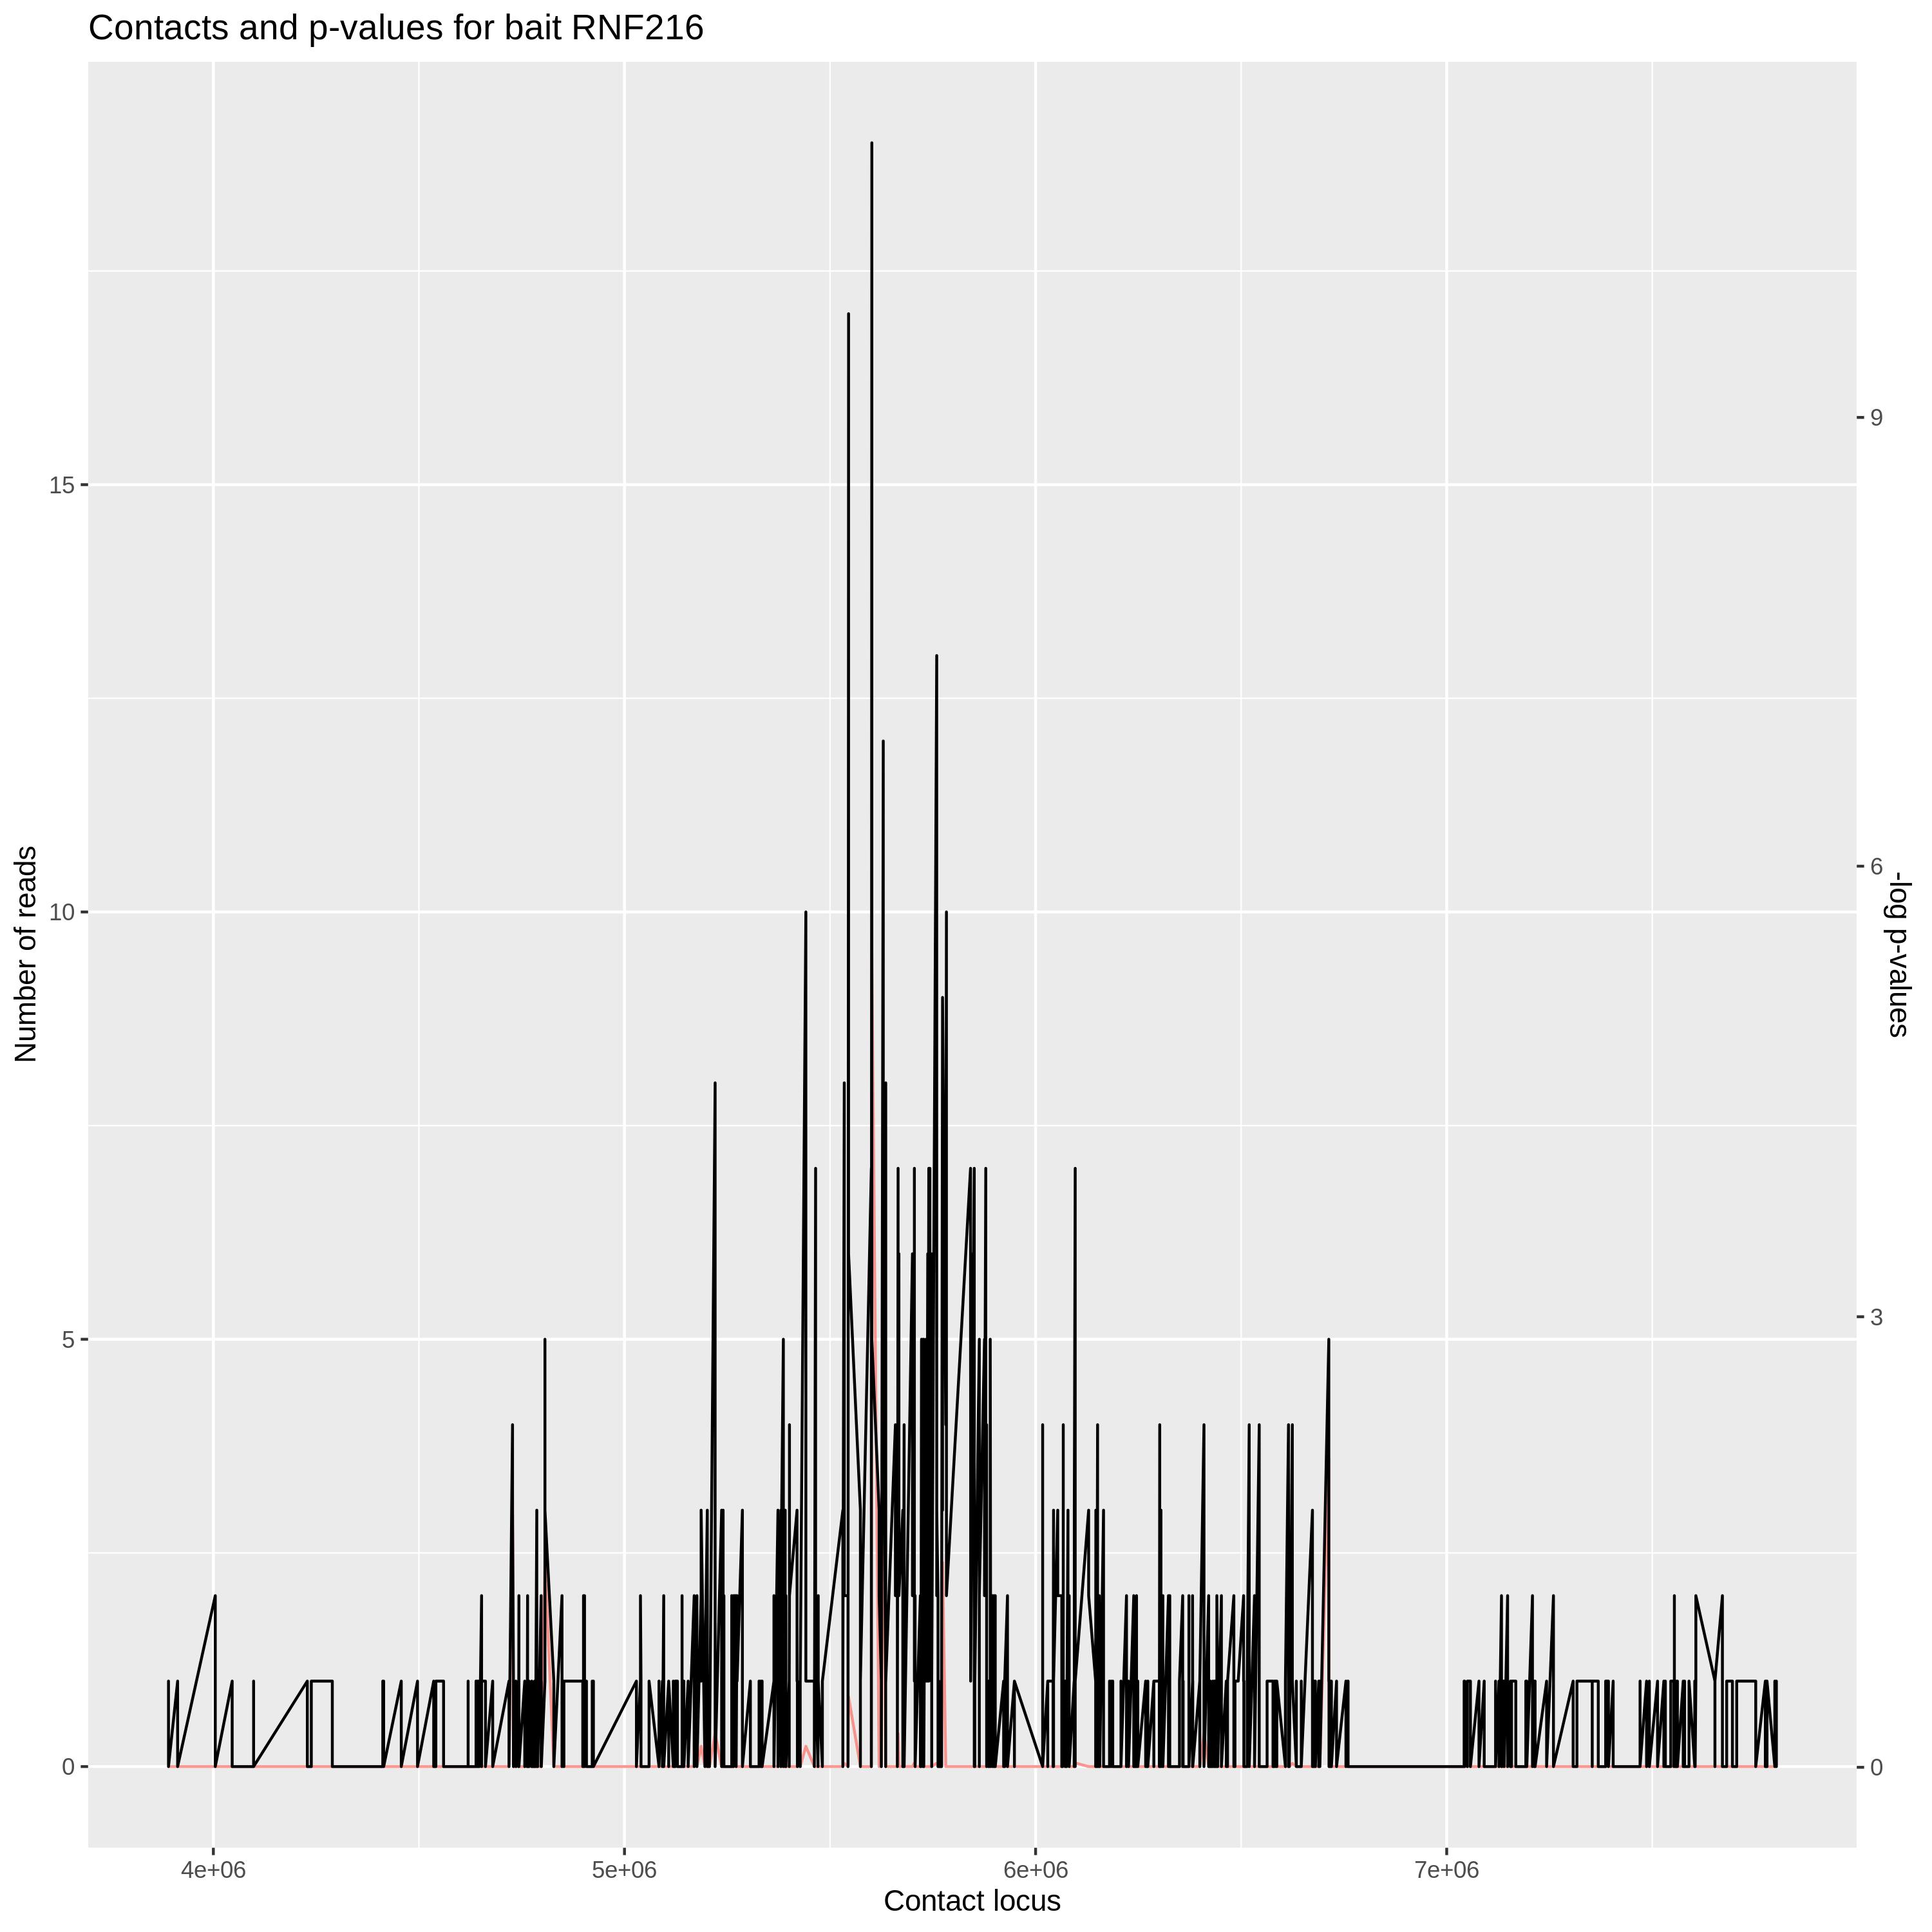 Contacts and p-values for bait RNF216
Number of reads
15
10
5
0
9
6
3
0
-log p-values
4e+06
5e+06
6e+06
7e+06
Contact locus